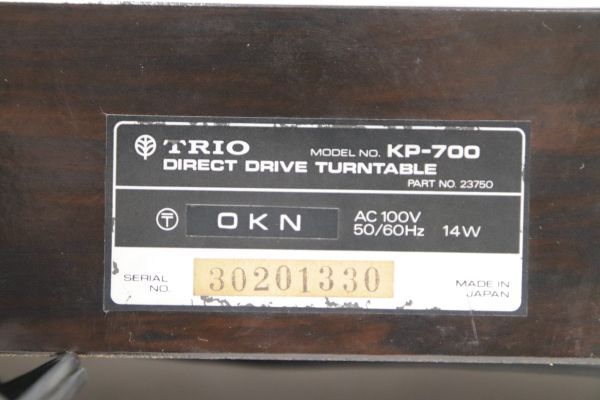 TRIO MODEL NO. KP-700
DIRECT DRIVE TURNTABLE
PART NO. 23750
〒 OKN AC 100V
50/60Hz 14W
SERIAL NO. 30201330
MADE IN JAPAN